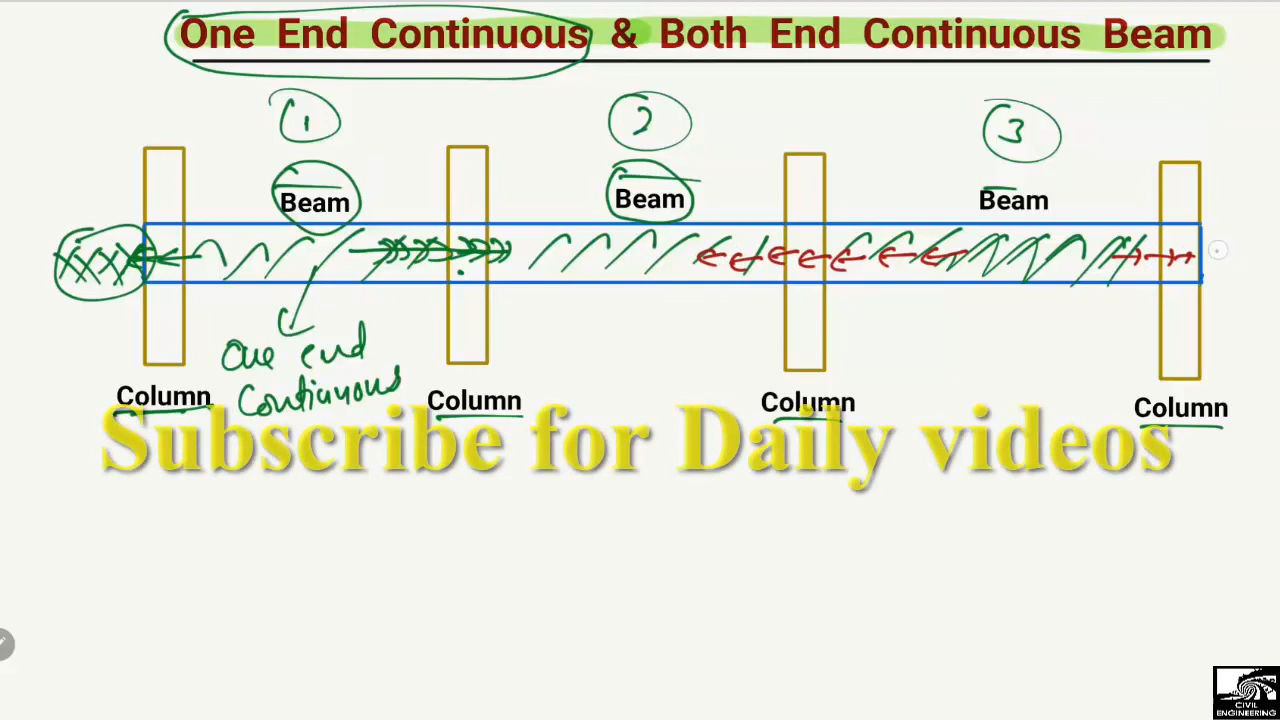 One End Continuous & Both End Continuous Beam
1 2 3
Beam Beam Beam
One end
Continuous
Column Column Column Column
Subscribe for Daily videos
CIVIL
ENGINEERING